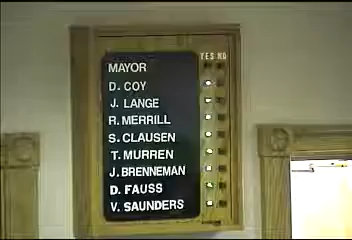 YES NO
MAYOR
D. COY
J. LANGE
R. MERRILL
S. CLAUSEN
T. MURREN
J. BRENNEMAN
D. FAUSS
V. SAUNDERS